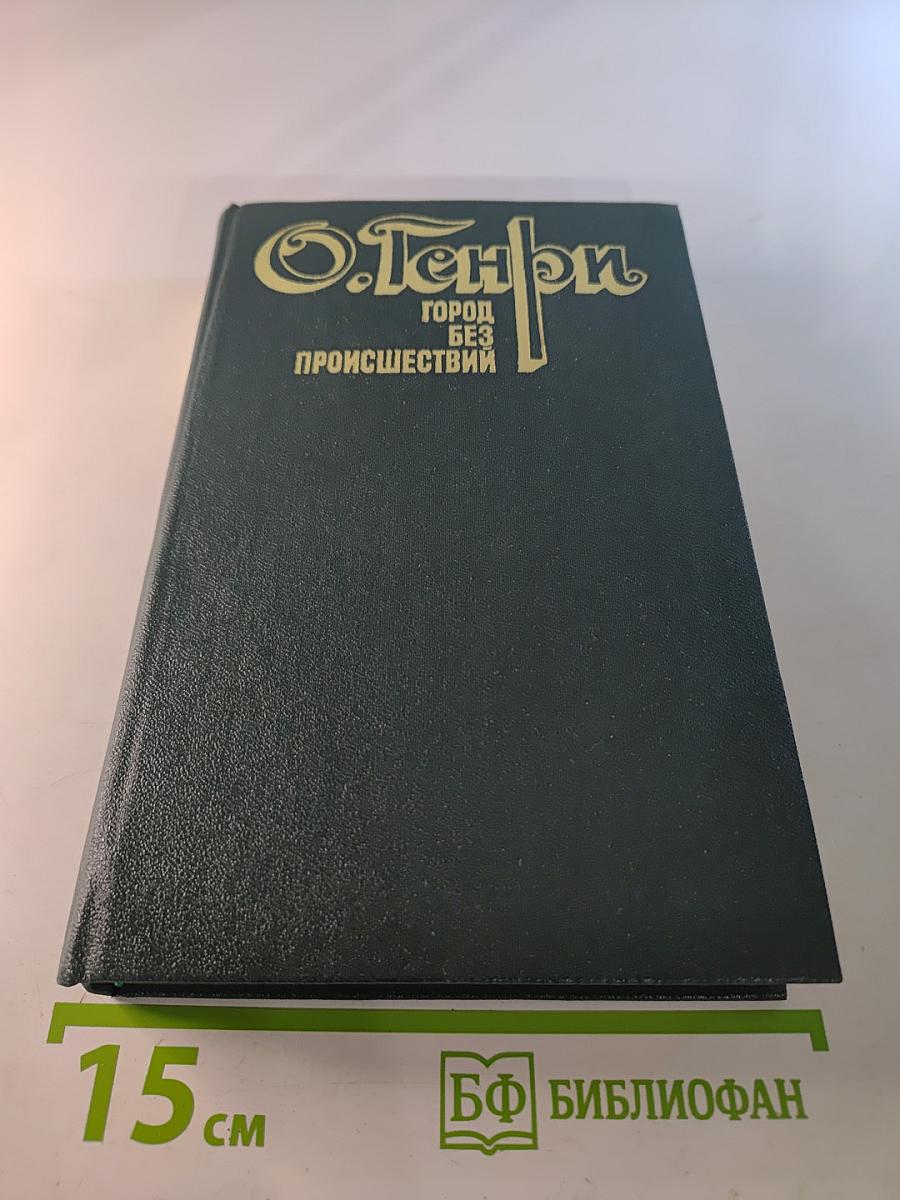 О. Генри
ГОРОД
БЕЗ
ПРОИСШЕСТВИЙ
15 см
БФ БИБЛИОФАН